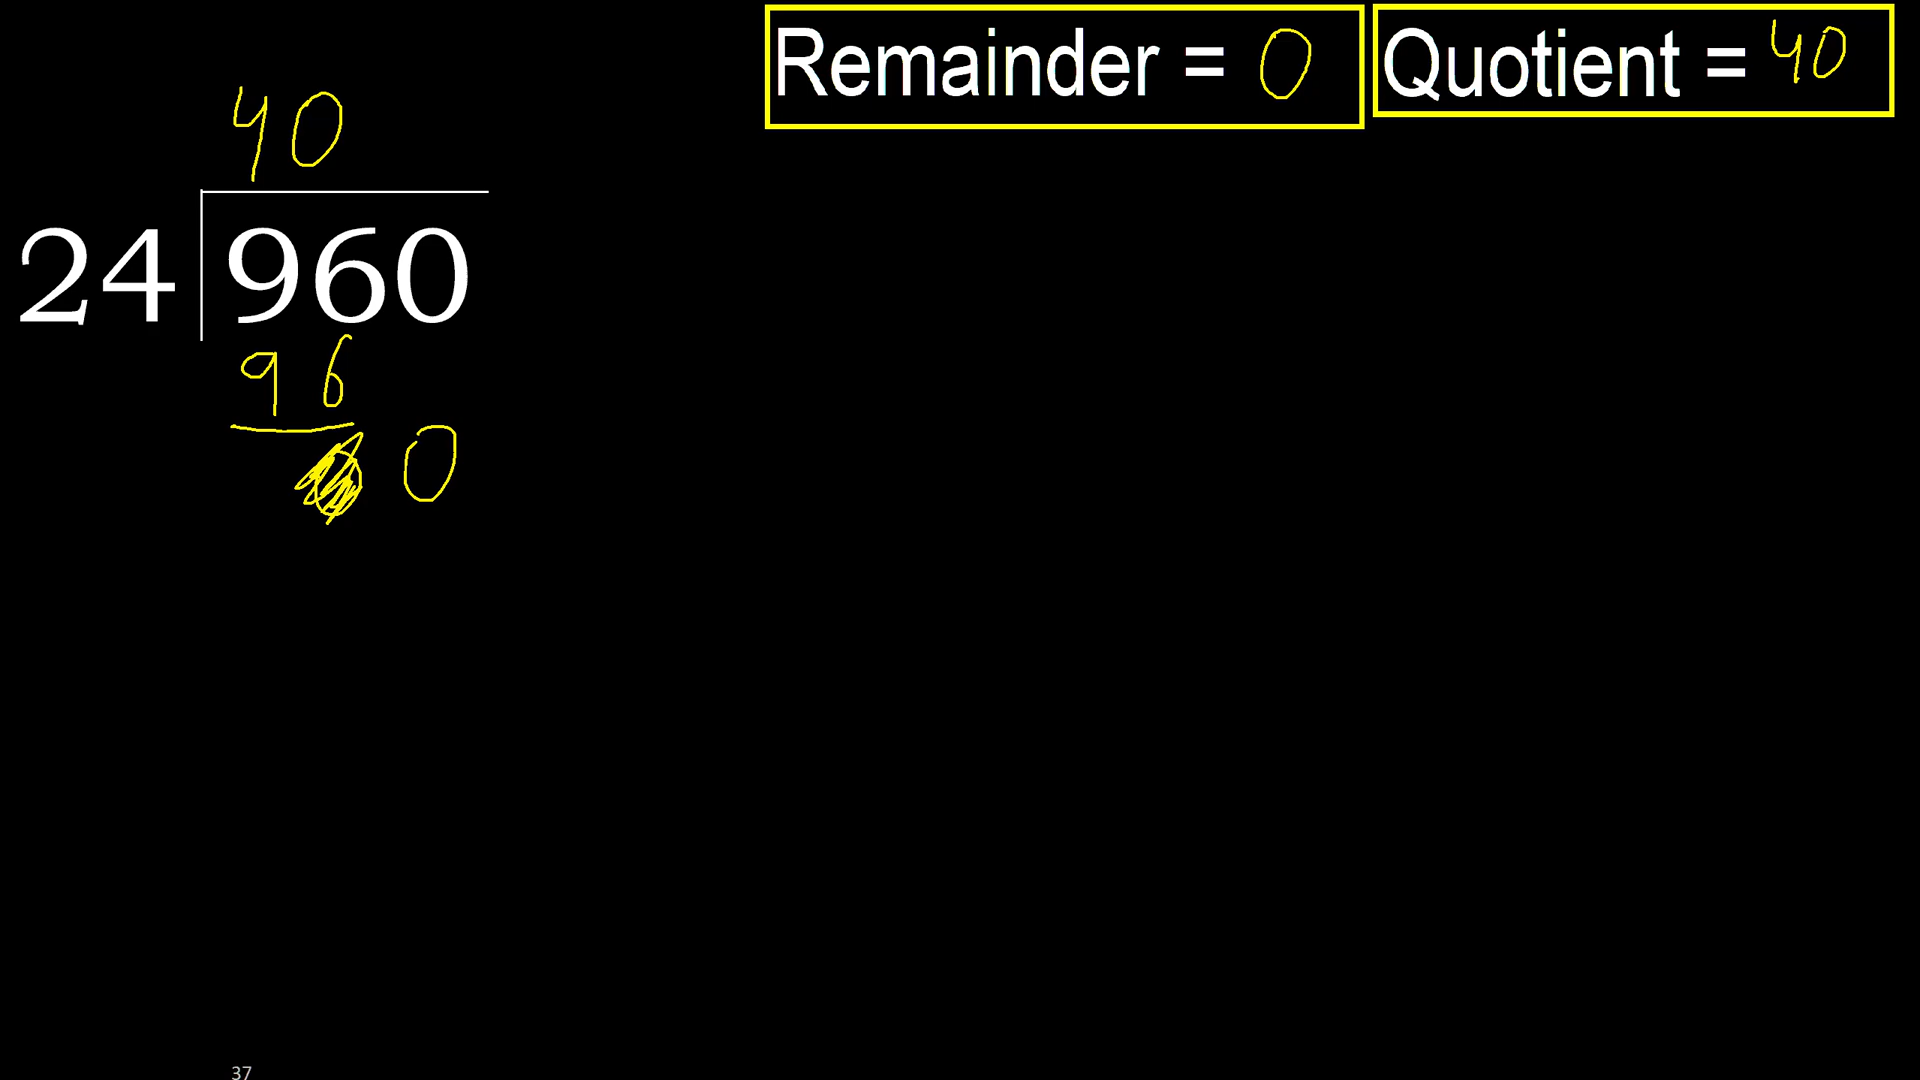 Remainder = 0
Quotient = 40
40
24 960
96
0
37